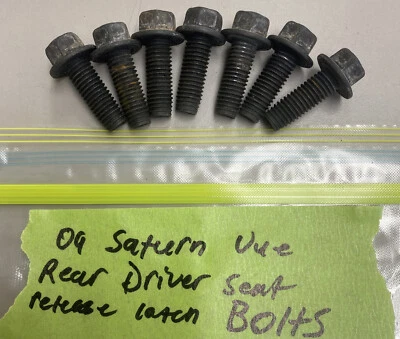 09 Saturn Vue
Rear Driver Seat
release latch Bolts